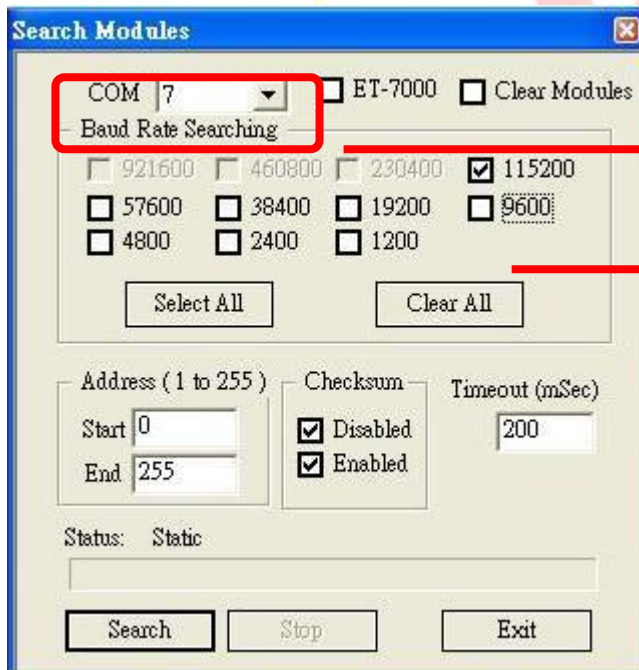 Search Modules
COM 7 ET-7000 Clear Modules
Baud Rate Searching
921600 460800 230400 115200
57600 38400 19200 9600
4800 2400 1200
Select All Clear All
Address ( 1 to 255 ) Checksum Timeout (mSec)
Start 0 Disabled 200
End 255 Enabled
Status: Static
Search Stop Exit